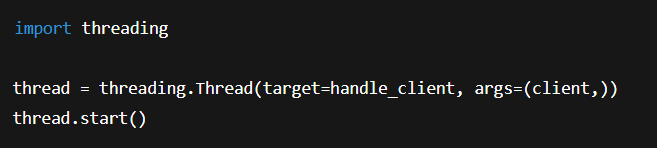 import threading
thread = threading.Thread(target=handle_client, args=(client,))
thread.start()